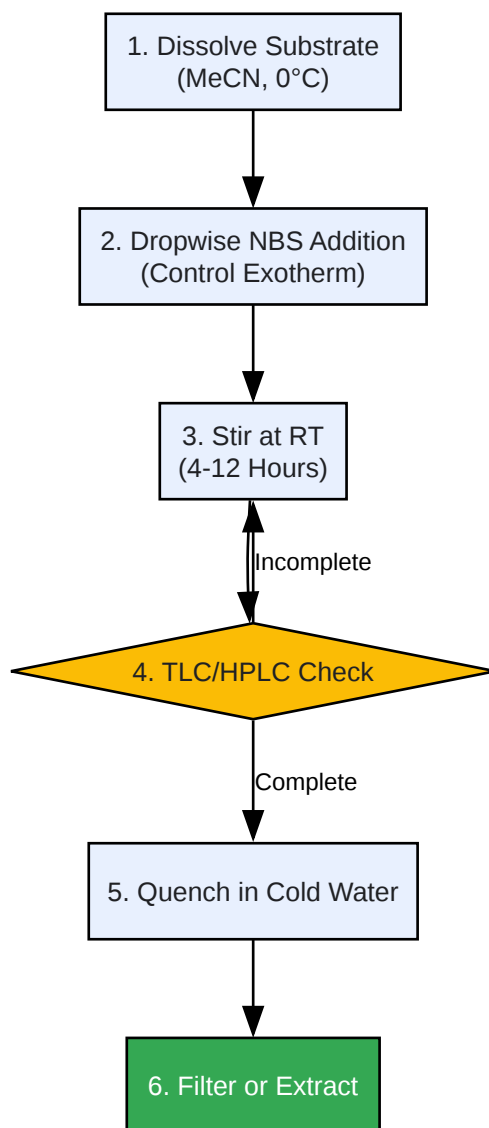 1. Dissolve Substrate
(MeCN, 0°C)
2. Dropwise NBS Addition
(Control Exotherm)
3. Stir at RT
(4-12 Hours)
Incomplete
4. TLC/HPLC Check
Complete
5. Quench in Cold Water
6. Filter or Extract